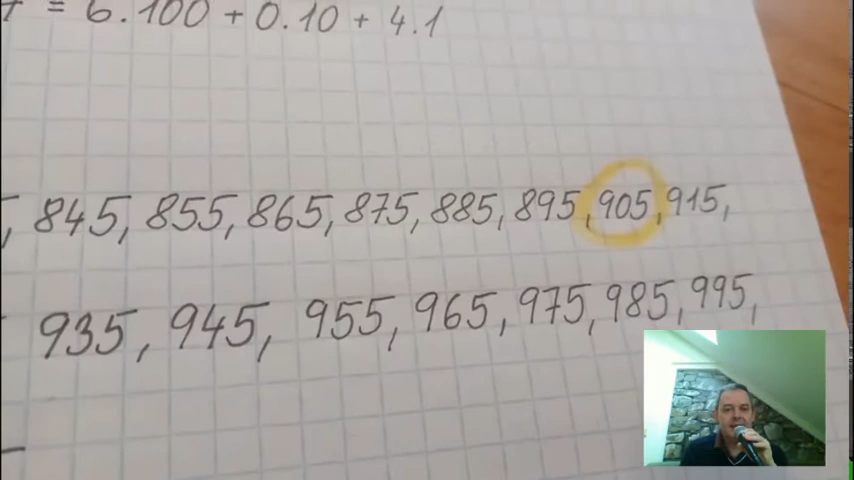 = 6.100 + 0.10 + 4.1
, 845, 855, 865, 875, 885, 895, 905, 915,
935, 945, 955, 965, 975, 985, 995,